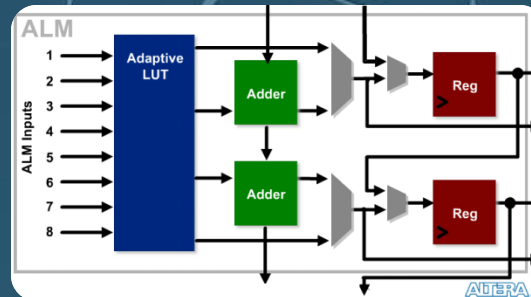 ALM
ALM Inputs
1
2
3
4
5
6
7
8
Adaptive
LUT
Adder
Adder
Reg
Reg
ALTERA